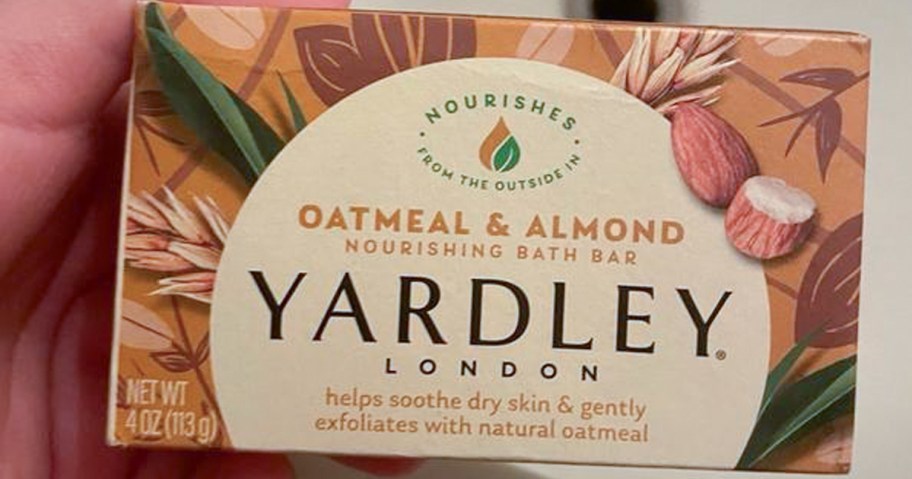 NOURISHES
FROM THE OUTSIDE IN
OATMEAL & ALMOND
NOURISHING BATH BAR
YARDLEY®
LONDON
helps soothe dry skin & gently
exfoliates with natural oatmeal
NET WT
4 OZ (113 g)